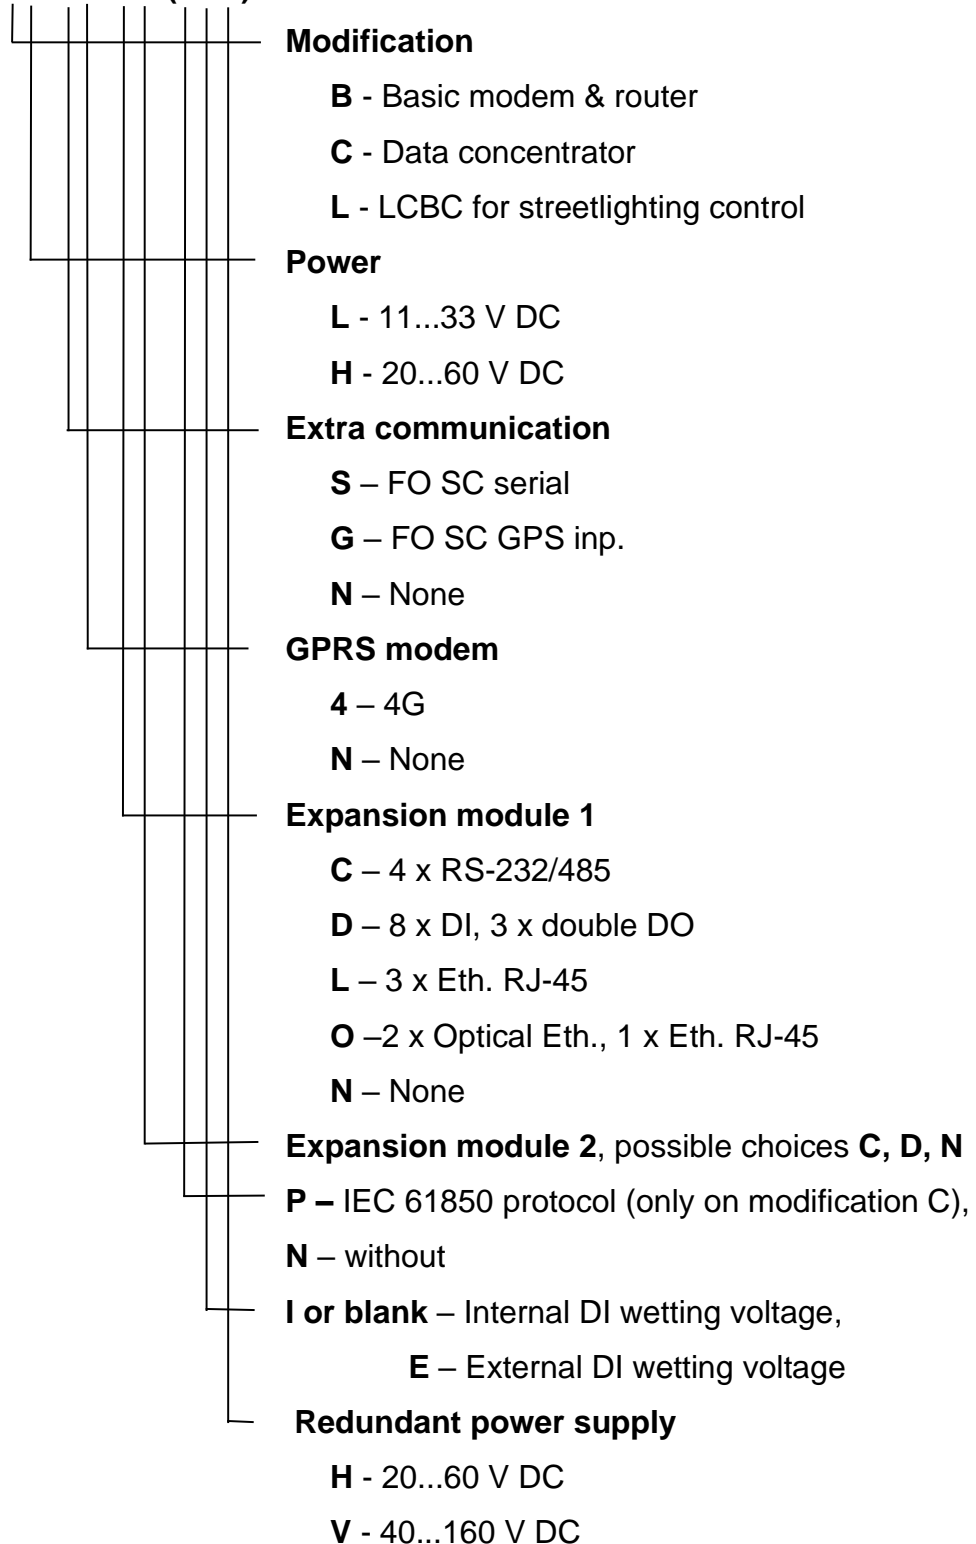 Modification
B - Basic modem & router
C - Data concentrator
L - LCBC for streetlighting control
Power
L - 11...33 V DC
H - 20...60 V DC
Extra communication
S – FO SC serial
G – FO SC GPS inp.
N – None
GPRS modem
4 – 4G
N – None
Expansion module 1
C – 4 x RS-232/485
D – 8 x DI, 3 x double DO
L – 3 x Eth. RJ-45
O –2 x Optical Eth., 1 x Eth. RJ-45
N – None
Expansion module 2, possible choices C, D, N
P – IEC 61850 protocol (only on modification C),
N – without
I or blank – Internal DI wetting voltage,
E – External DI wetting voltage
Redundant power supply
H - 20...60 V DC
V - 40...160 V DC